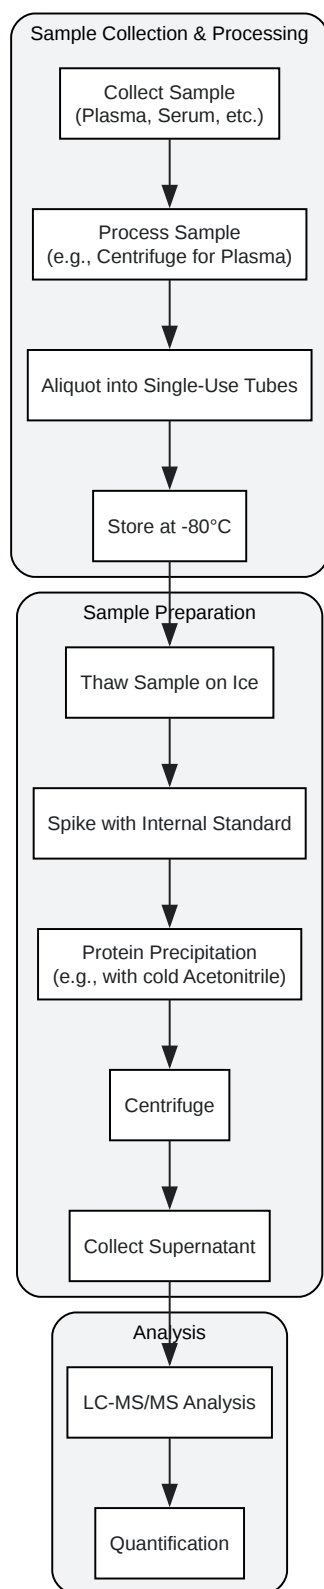 Sample Collection & Processing
Collect Sample
(Plasma, Serum, etc.)
Process Sample
(e.g., Centrifuge for Plasma)
Aliquot into Single-Use Tubes
Store at -80°C
Sample Preparation
Thaw Sample on Ice
Spike with Internal Standard
Protein Precipitation
(e.g., with cold Acetonitrile)
Centrifuge
Collect Supernatant
Analysis
LC-MS/MS Analysis
Quantification